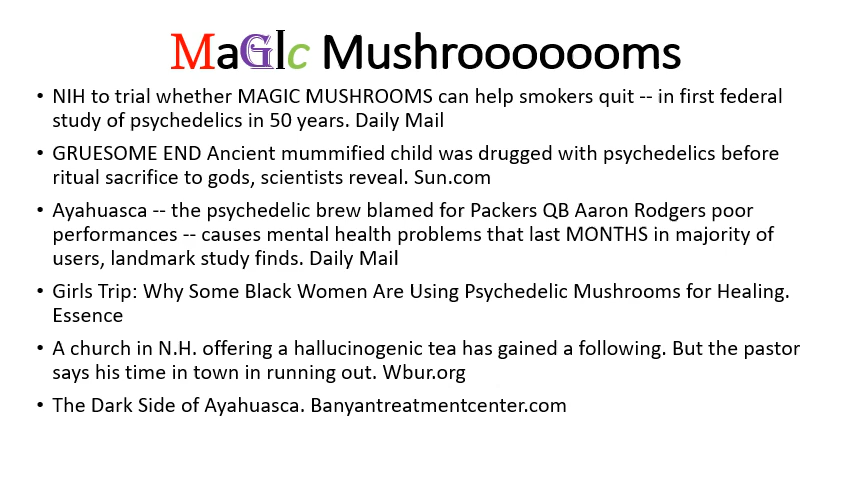 MaGIc Mushroooooooms
• NIH to trial whether MAGIC MUSHROOMS can help smokers quit -- in first federal
study of psychedelics in 50 years. Daily Mail
• GRUESOME END Ancient mummified child was drugged with psychedelics before
ritual sacrifice to gods, scientists reveal. Sun.com
• Ayahuasca -- the psychedelic brew blamed for Packers QB Aaron Rodgers poor
performances -- causes mental health problems that last MONTHS in majority of
users, landmark study finds. Daily Mail
• Girls Trip: Why Some Black Women Are Using Psychedelic Mushrooms for Healing.
Essence
• A church in N.H. offering a hallucinogenic tea has gained a following. But the pastor
says his time in town in running out. Wbur.org
• The Dark Side of Ayahuasca. Banyantreatmentcenter.com